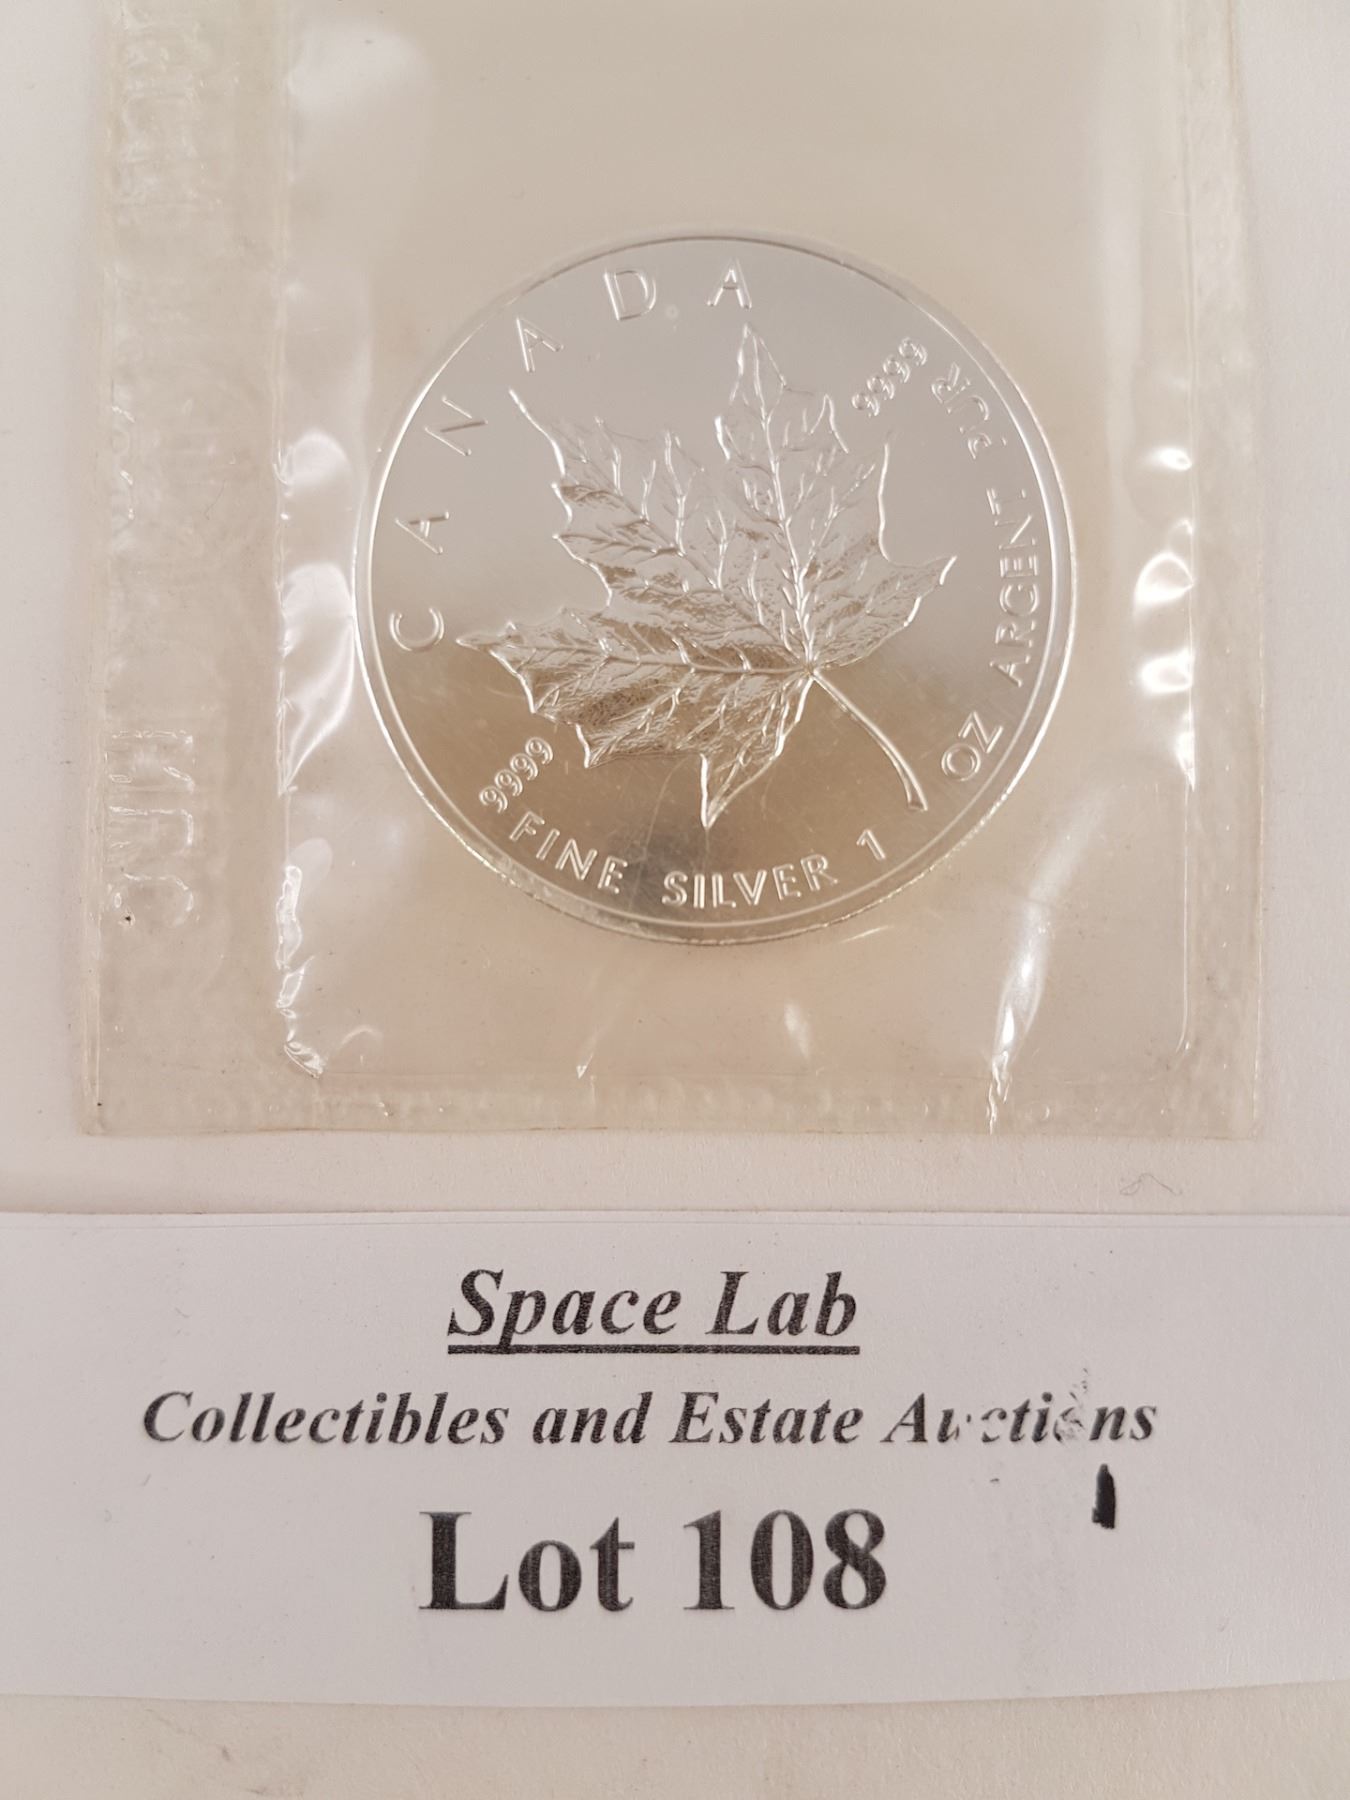 CANADA
9999
9999
FINE SILVER 1 OZ ARGENT PUR
Space Lab
Collectibles and Estate Auctions
Lot 108